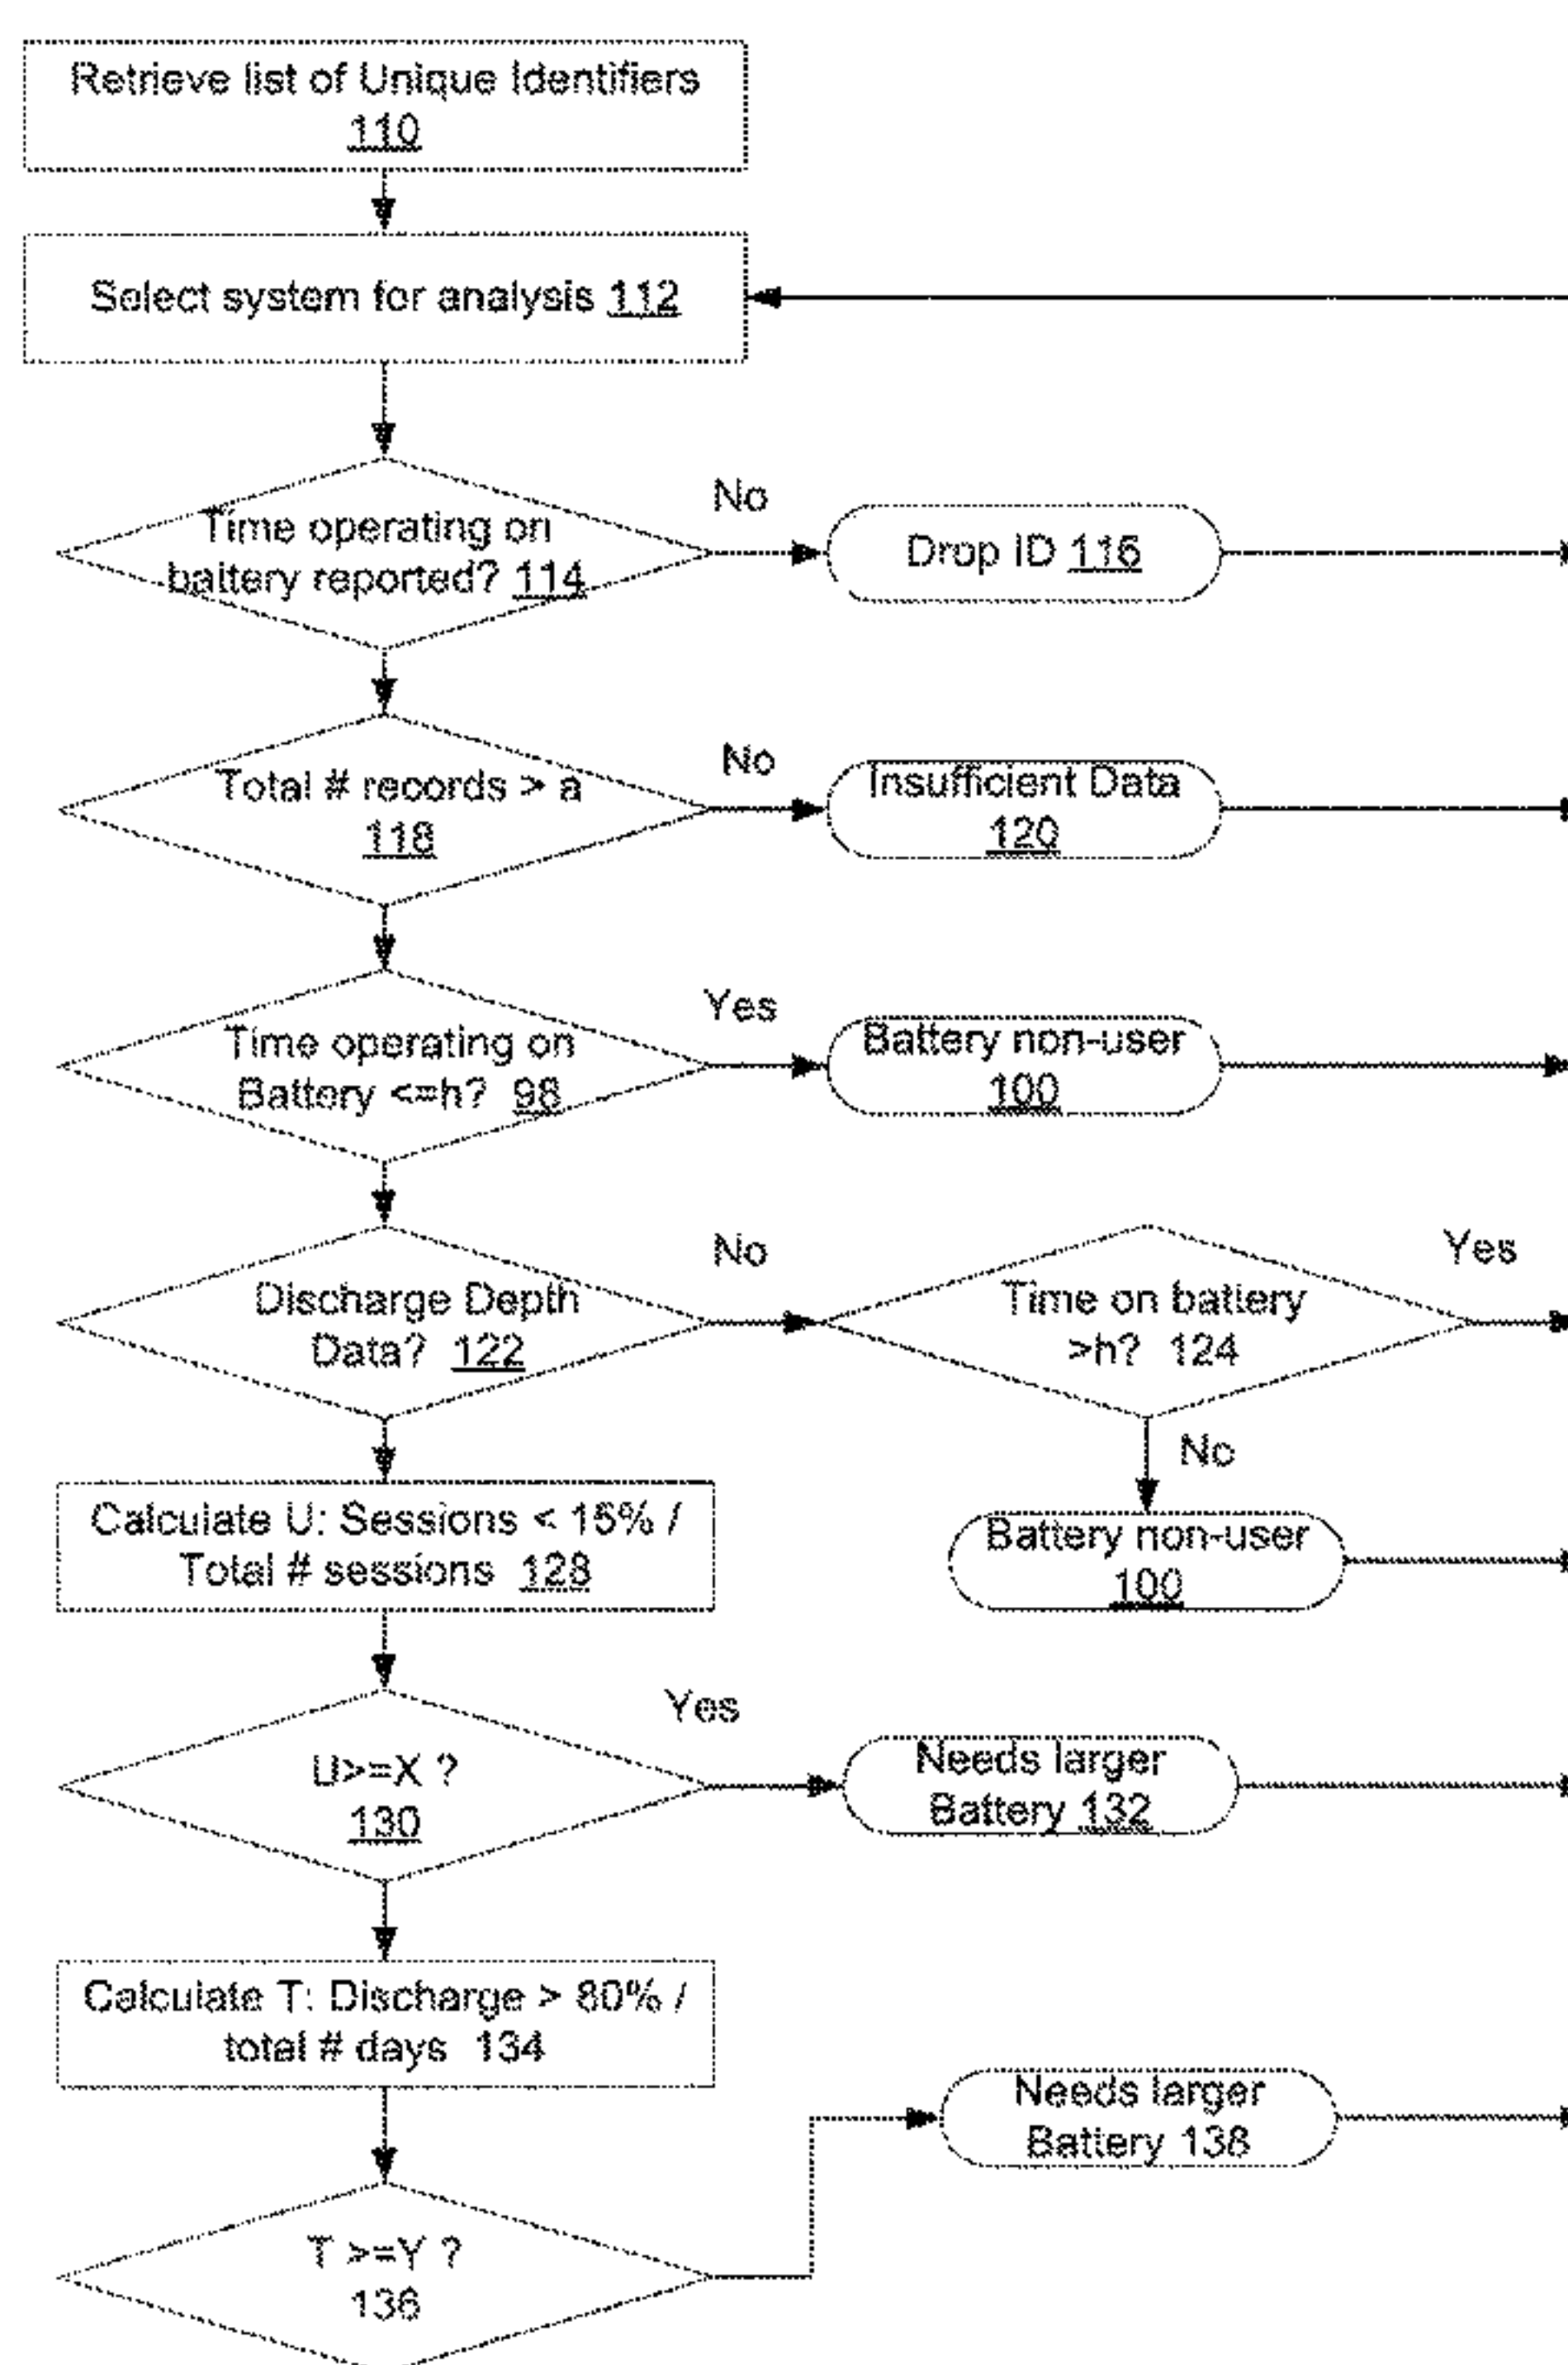 Retrieve list of Unique Identifiers
110
Select system for analysis 112
Time operating on
battery reported? 114
No
Drop ID 116
Total # records > a
118
No
Insufficient Data
120
Time operating on
Battery <=h? 98
Yes
Battery non-user
100
Discharge Depth
Data? 122
No
Time on battery
>h? 124
Yes
No
Battery non-user
100
Calculate U: Sessions < 15% /
Total # sessions 128
U>=X ?
130
Yes
Needs larger
Battery 132
Calculate T: Discharge > 80% /
total # days 134
Needs larger
Battery 138
T >=Y ?
136